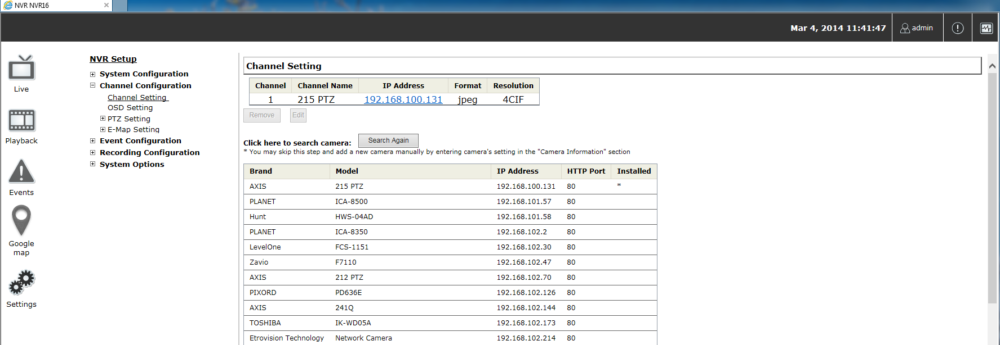 NVR NVR16
Mar 4, 2014 11:41:47 admin
Live
Playback
Events
Google
map
Settings
NVR Setup
System Configuration
Channel Configuration
Channel Setting
OSD Setting
PTZ Setting
E-Map Setting
Event Configuration
Recording Configuration
System Options
Channel Setting
Channel Channel Name IP Address Format Resolution
1 215 PTZ 192.168.100.131 jpeg 4CIF
Remove Edit
Click here to search camera: Search Again
* You may skip this step and add a new camera manually by entering camera's setting in the "Camera Information" section
Brand Model IP Address HTTP Port Installed
AXIS 215 PTZ 192.168.100.131 80 *
PLANET ICA-8500 192.168.101.57 80
Hunt HWS-04AD 192.168.101.58 80
PLANET ICA-8350 192.168.102.2 80
LevelOne FCS-1151 192.168.102.30 80
Zavio F7110 192.168.102.47 80
AXIS 212 PTZ 192.168.102.70 80
PIXORD PD636E 192.168.102.126 80
AXIS 241Q 192.168.102.144 80
TOSHIBA IK-WD05A 192.168.102.173 80
Etrovision Technology Network Camera 192.168.102.214 80